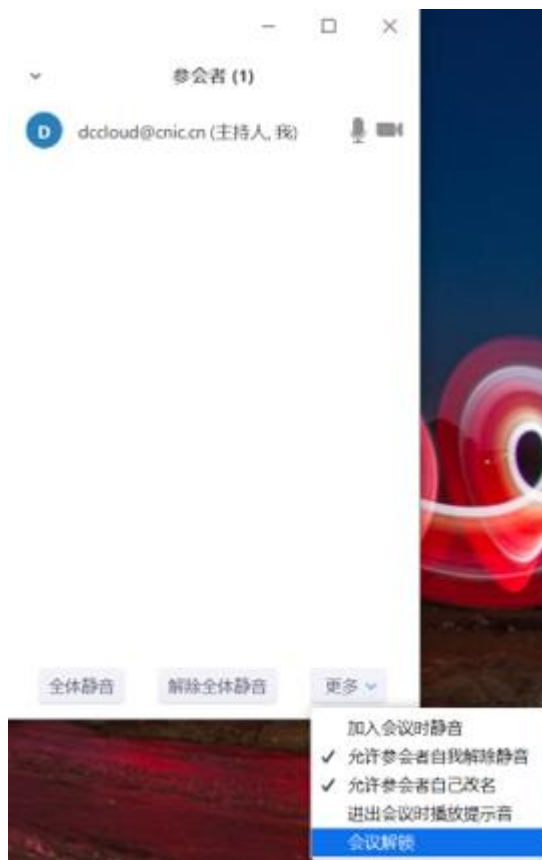 参会者 (1)
D dccloud@cnic.cn (主持人, 我)
全体静音 解除全体静音 更多
加入会议时静音
✓ 允许参会者自我解除静音
✓ 允许参会者自己改名
进出会议时播放提示音
会议解锁